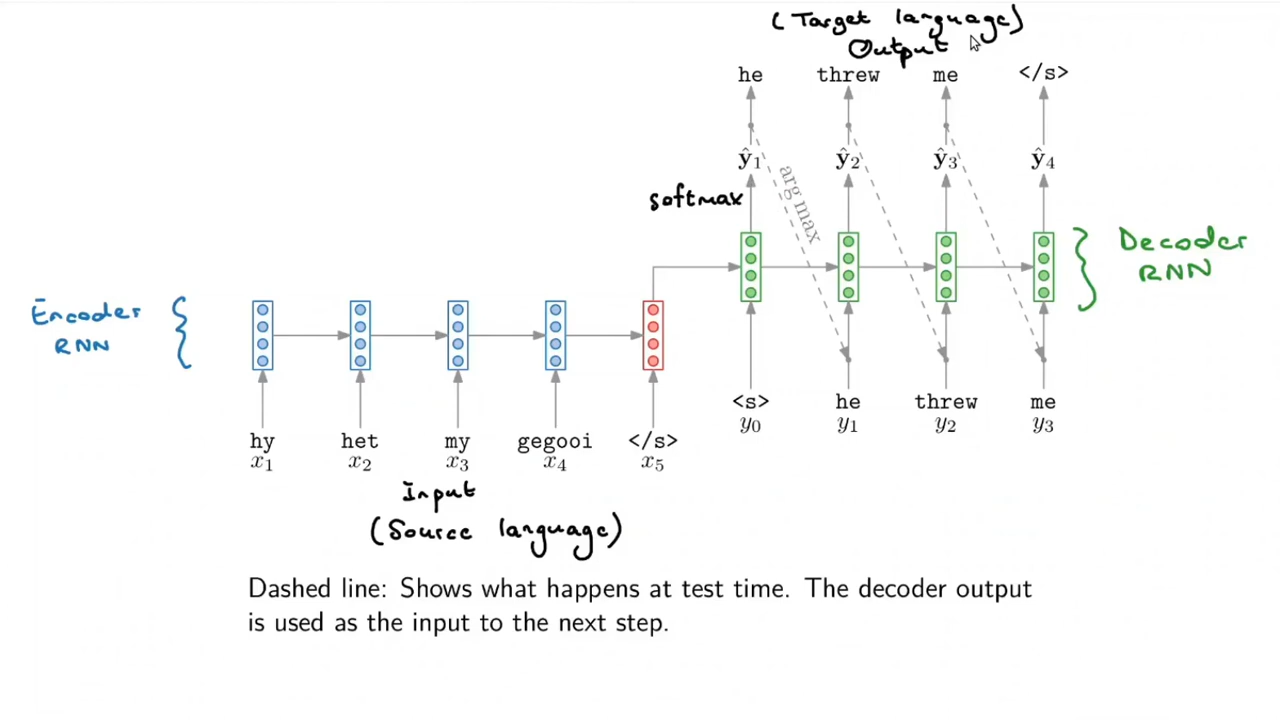 (Target language)
Output
he threw me </s>
ŷ1 ŷ2 ŷ3 ŷ4
softmax
arg max
Decoder
RNN
Encoder
RNN
<s> he threw me
y0 y1 y2 y3
hy het my gegooi </s>
x1 x2 x3 x4 x5
Input
(Source language)
Dashed line: Shows what happens at test time. The decoder output
is used as the input to the next step.